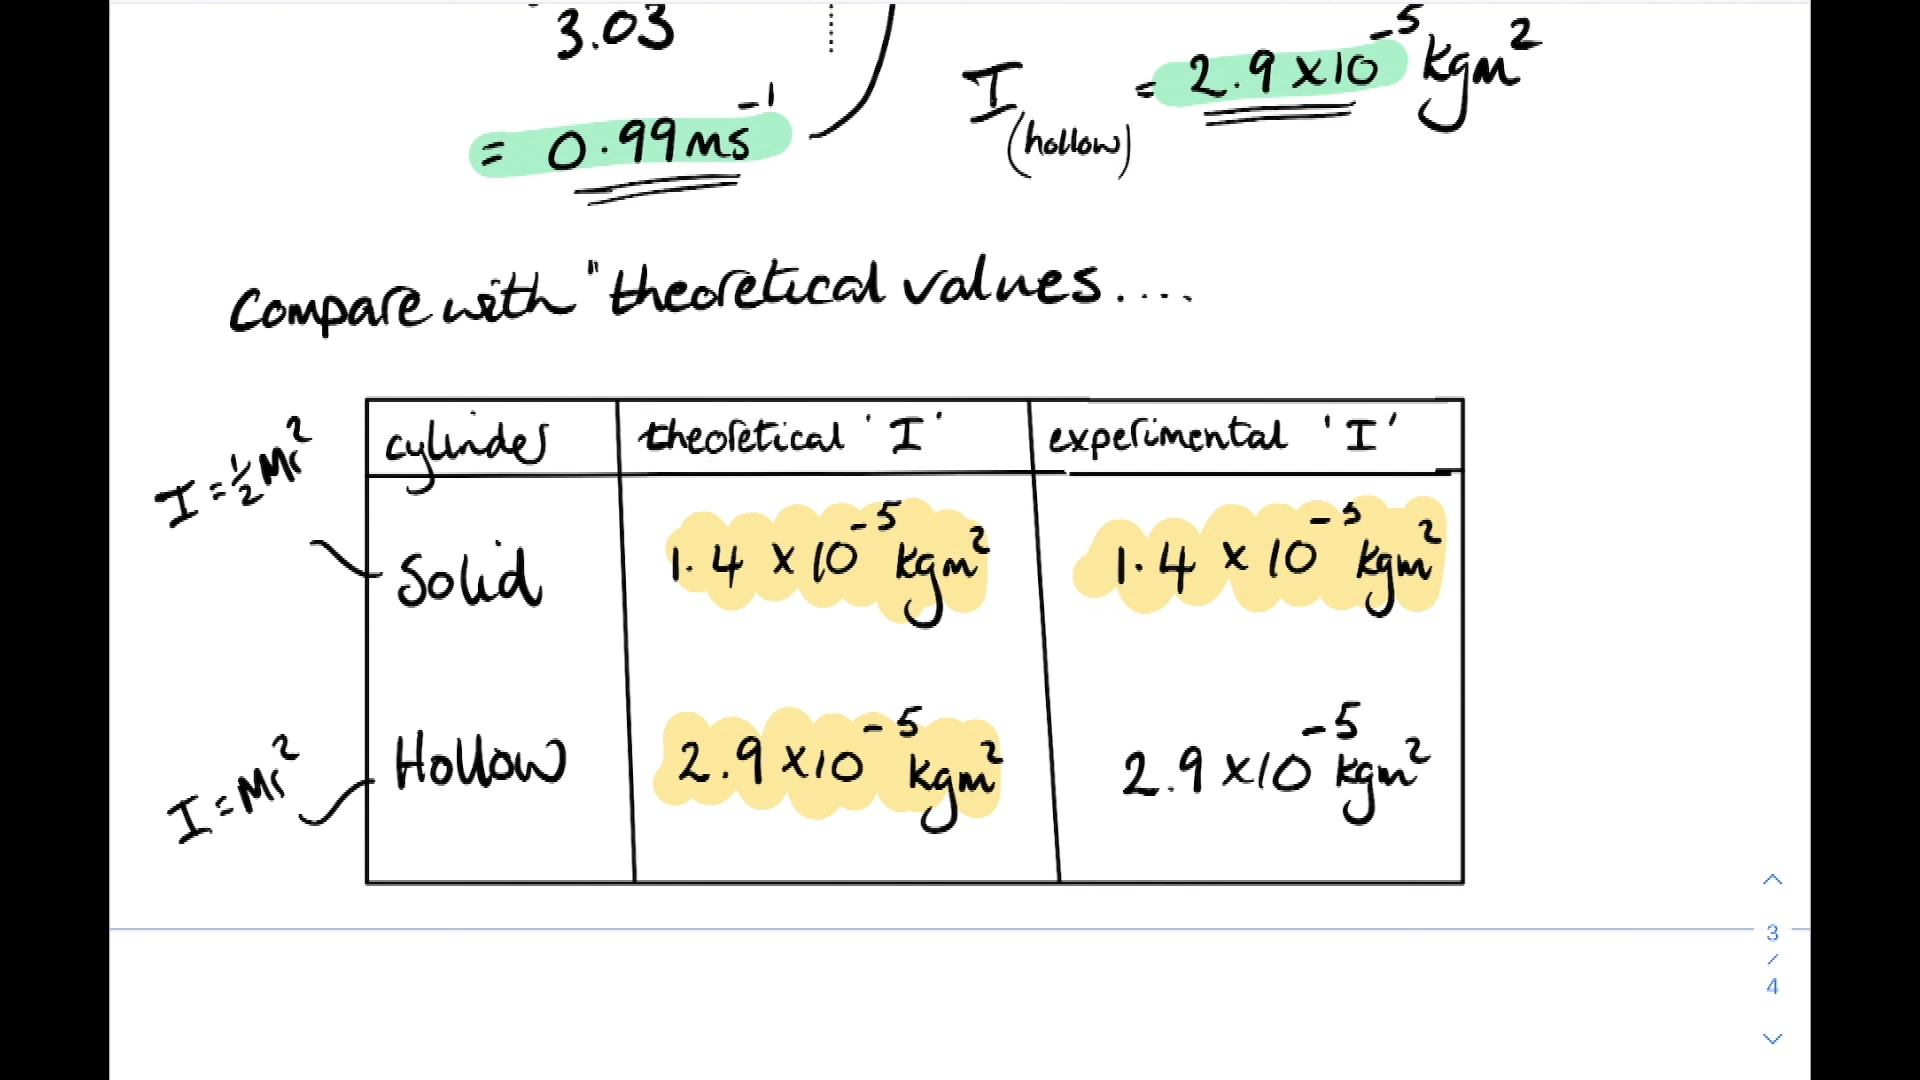 3.03
= 0.99 ms⁻¹
I (hollow) = 2.9 x10⁻⁵ kgm²
Compare with "theoretical values....
cylinder theoretical 'I' experimental 'I'
I = ½Mr²
Solid 1.4 x 10⁻⁵ kgm² 1.4 x 10⁻⁵ kgm²
I = Mr²
Hollow 2.9 x10⁻⁵ kgm² 2.9 x10⁻⁵ kgm²
3
/
4